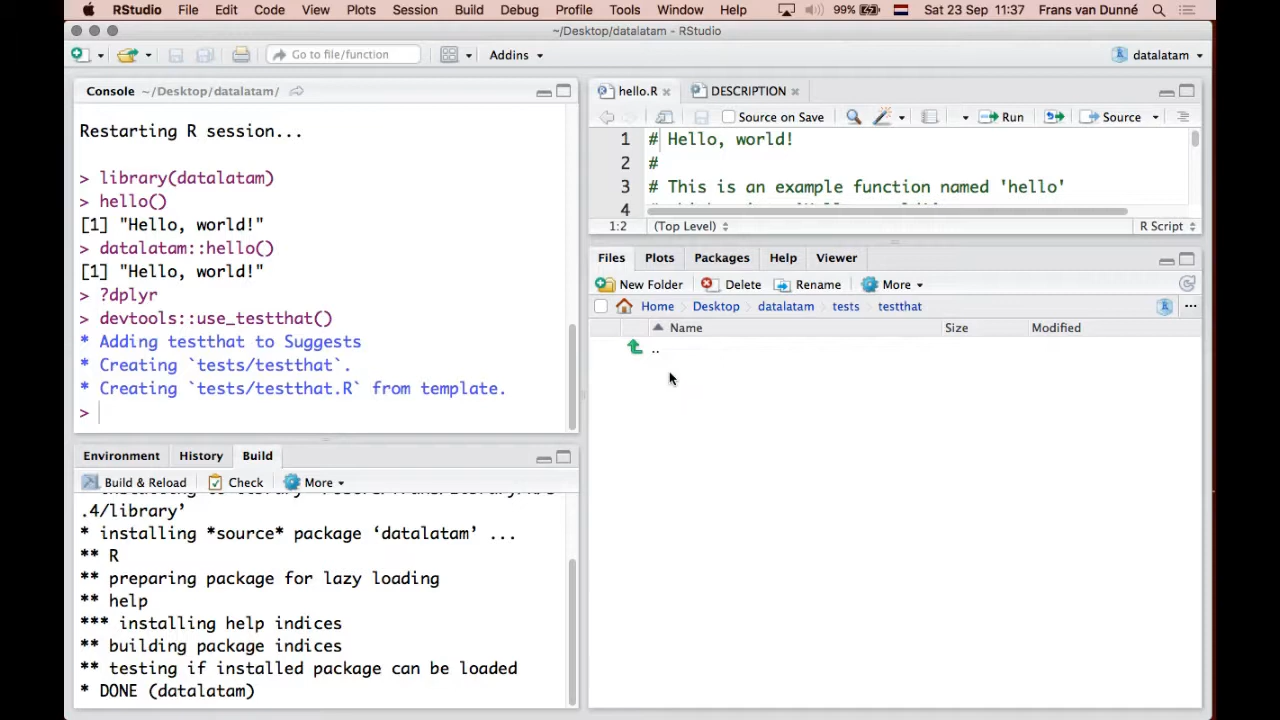 RStudio File Edit Code View Plots Session Build Debug Profile Tools Window Help 99% Sat 23 Sep 11:37 Frans van Dunné
~/Desktop/datalatam - RStudio
Go to file/function Addins datalatam
Console ~/Desktop/datalatam/
Restarting R session...
> library(datalatam)
> hello()
[1] "Hello, world!"
> datalatam::hello()
[1] "Hello, world!"
> ?dplyr
> devtools::use_testthat()
* Adding testthat to Suggests
* Creating `tests/testthat`.
* Creating `tests/testthat.R` from template.
>
Environment History Build
Build & Reload Check More
.4/library’
* installing *source* package ‘datalatam’ ...
** R
** preparing package for lazy loading
** help
*** installing help indices
** building package indices
** testing if installed package can be loaded
* DONE (datalatam)
hello.R DESCRIPTION
Source on Save Run Source
1 # Hello, world!
2 #
3 # This is an example function named 'hello'
4
1:2 (Top Level) R Script
Files Plots Packages Help Viewer
New Folder Delete Rename More
Home Desktop datalatam tests testthat ...
Name Size Modified
..